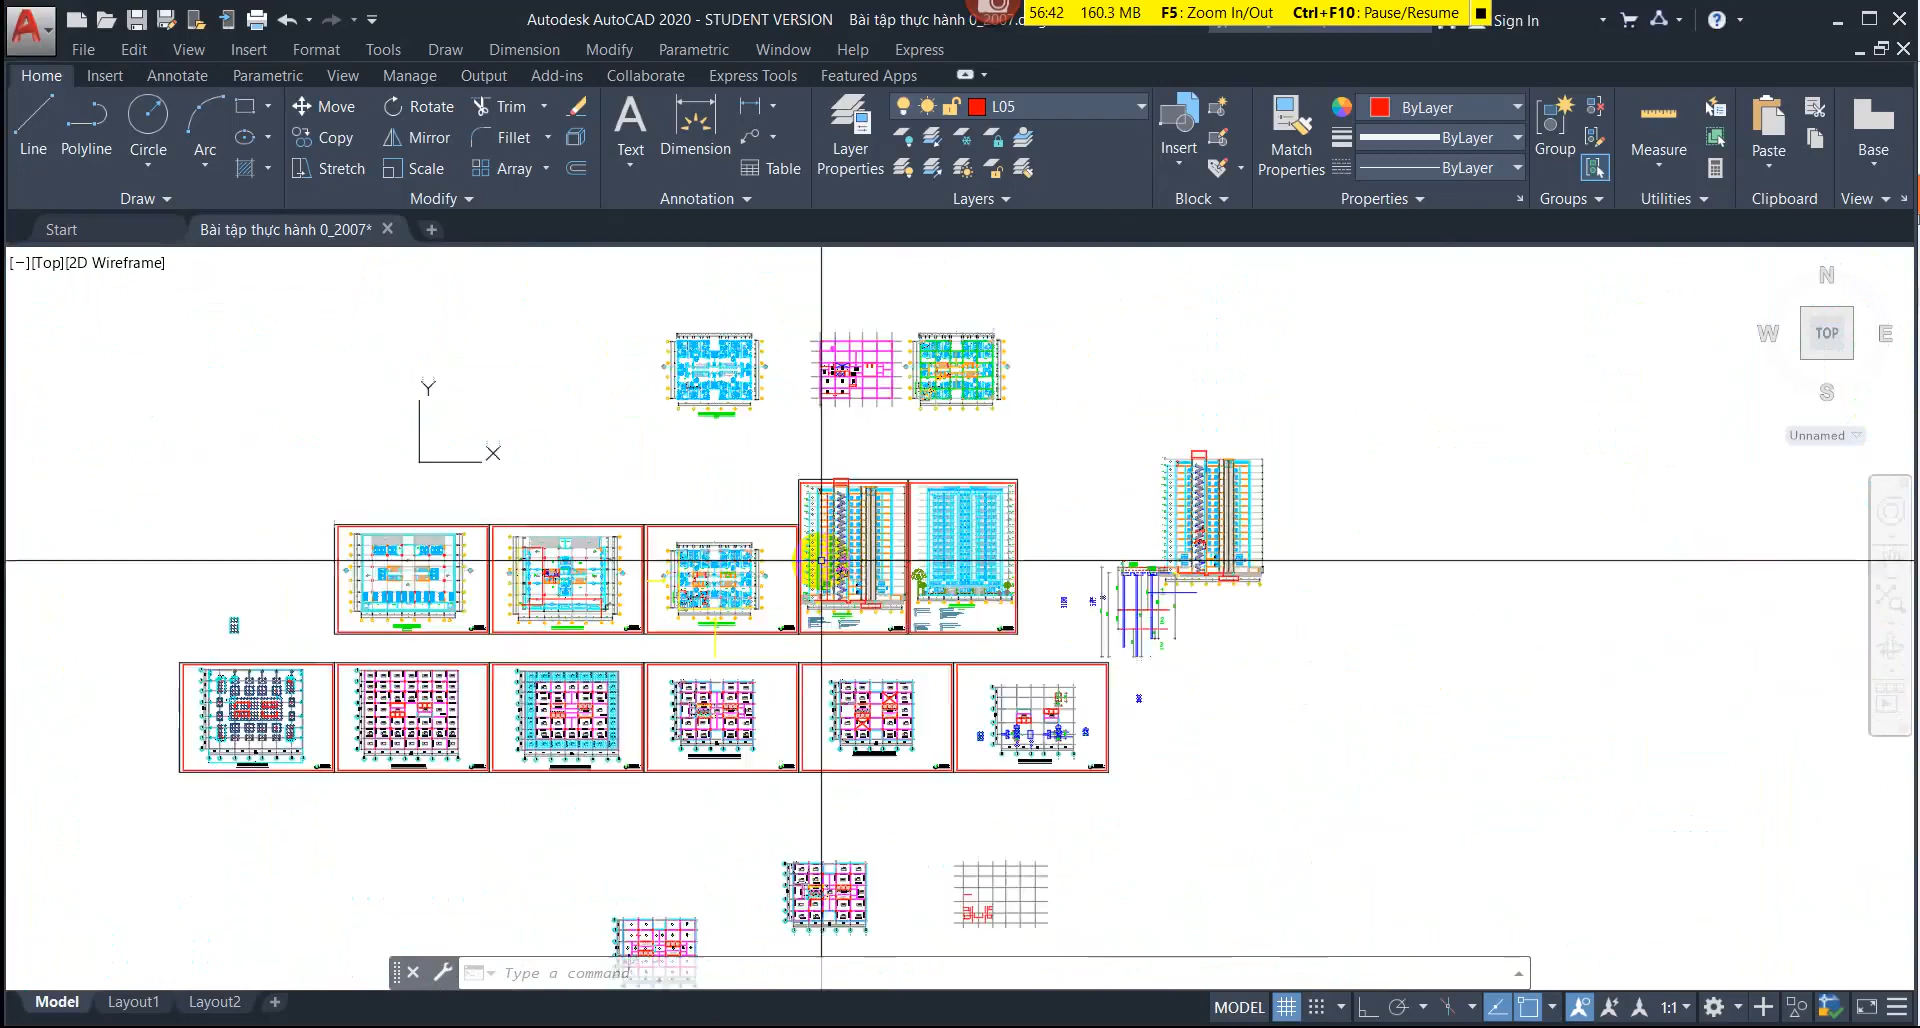 Autodesk AutoCAD 2020 - STUDENT VERSION Bài tập thực hành 0_2007.d
56:42 160.3 MB F5: Zoom In/Out Ctrl+F10: Pause/Resume
Sign In
File Edit View Insert Format Tools Draw Dimension Modify Parametric Window Help Express
Home Insert Annotate Parametric View Manage Output Add-ins Collaborate Express Tools Featured Apps
Line Polyline Circle Arc
Move Rotate Trim
Copy Mirror Fillet
Stretch Scale Array
Text Dimension Table
Layer Properties
L05
Insert
Match Properties
ByLayer
ByLayer
ByLayer
Group Measure Paste Base
Draw Modify Annotation Layers Block Properties Groups Utilities Clipboard View
Start Bài tập thực hành 0_2007*
[−][Top][2D Wireframe]
N
W TOP E
S
Unnamed
Y
X
Type a command
Model Layout1 Layout2
MODEL 1:1